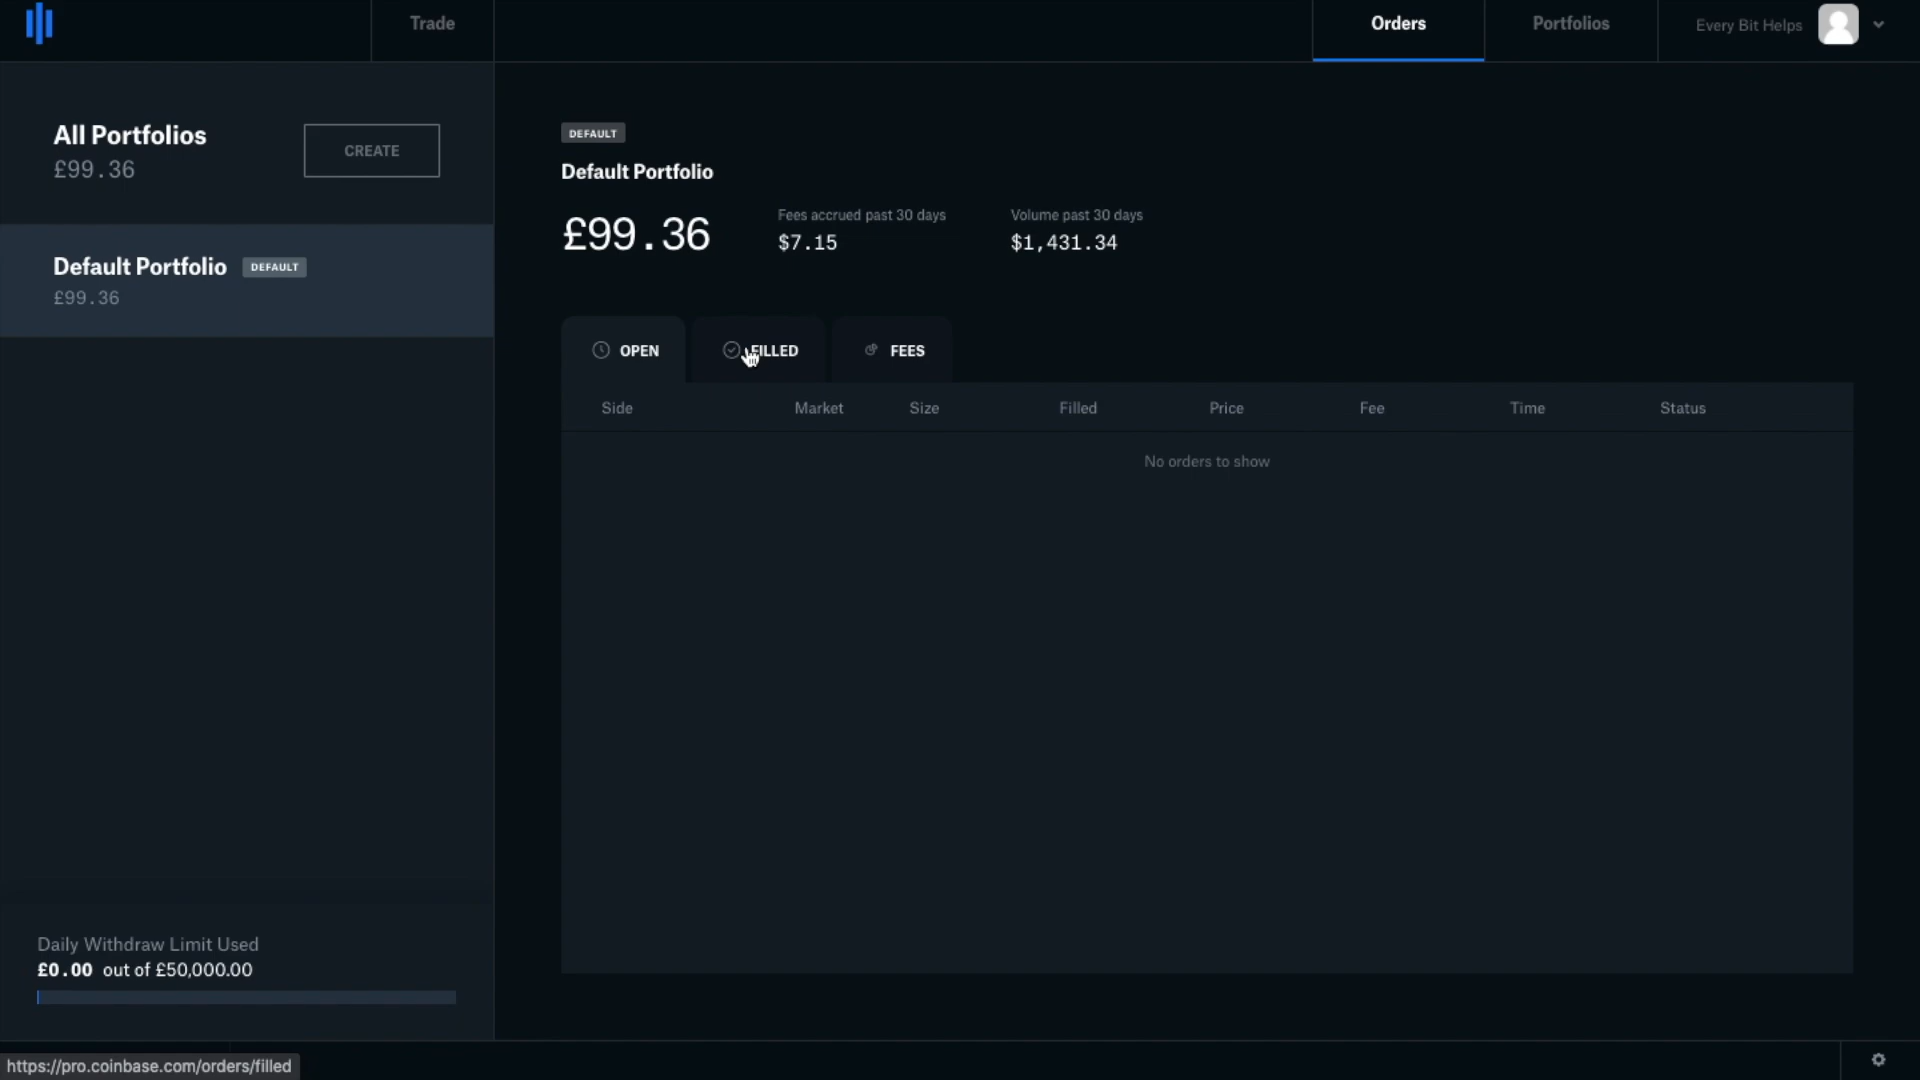 Trade
Orders
Portfolios
Every Bit Helps
All Portfolios
£99.36
CREATE
Default Portfolio DEFAULT
£99.36
DEFAULT
Default Portfolio
£99.36
Fees accrued past 30 days
$7.15
Volume past 30 days
$1,431.34
OPEN
FILLED
FEES
Side Market Size Filled Price Fee Time Status
No orders to show
Daily Withdraw Limit Used
£0.00 out of £50,000.00
https://pro.coinbase.com/orders/filled